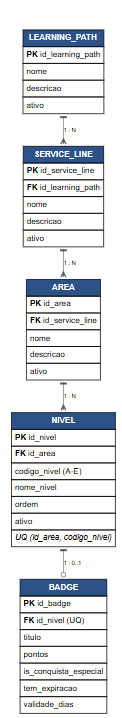 LEARNING_PATH
PK id_learning_path
nome
descricao
ativo
1 : N
SERVICE_LINE
PK id_service_line
FK id_learning_path
nome
descricao
ativo
1 : N
AREA
PK id_area
FK id_service_line
nome
descricao
ativo
1 : N
NIVEL
PK id_nivel
FK id_area
codigo_nivel (A-E)
nome_nivel
ordem
ativo
UQ (id_area, codigo_nivel)
1 : 0..1
BADGE
PK id_badge
FK id_nivel (UQ)
titulo
pontos
is_conquista_especial
tem_expiracao
validade_dias